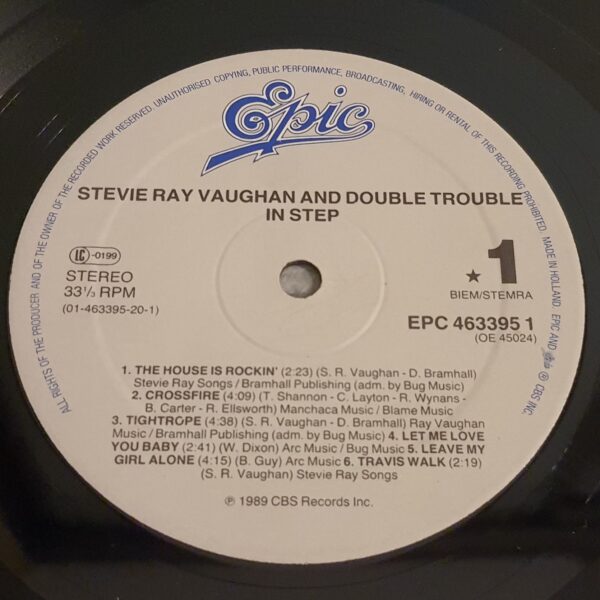 ALL RIGHTS OF THE PRODUCER AND OF THE OWNER OF THE RECORDED WORK RESERVED. UNAUTHORISED COPYING, PUBLIC PERFORMANCE, BROADCASTING, HIRING OR RENTAL OF THIS RECORDING PROHIBITED. MADE IN HOLLAND. EPIC AND ® CBS INC.
Epic
STEVIE RAY VAUGHAN AND DOUBLE TROUBLE
IN STEP
LC -0199
STEREO
33⅓ RPM
(01-463395-20-1)
★ 1
BIEM/STEMRA
EPC 463395 1
(OE 45024)
1. THE HOUSE IS ROCKIN' (2:23) (S. R. Vaughan - D. Bramhall)
Stevie Ray Songs / Bramhall Publishing (adm. by Bug Music)
2. CROSSFIRE (4:09) (T. Shannon - C. Layton - R. Wynans -
B. Carter - R. Ellsworth) Manchaca Music / Blame Music
3. TIGHTROPE (4:38) (S. R. Vaughan - D. Bramhall) Ray Vaughan
Music / Bramhall Publishing (adm. by Bug Music) 4. LET ME LOVE
YOU BABY (2:41) (W. Dixon) Arc Music / Bug Music 5. LEAVE MY
GIRL ALONE (4:15) (B. Guy) Arc Music 6. TRAVIS WALK (2:19)
(S. R. Vaughan) Stevie Ray Songs
℗ 1989 CBS Records Inc.